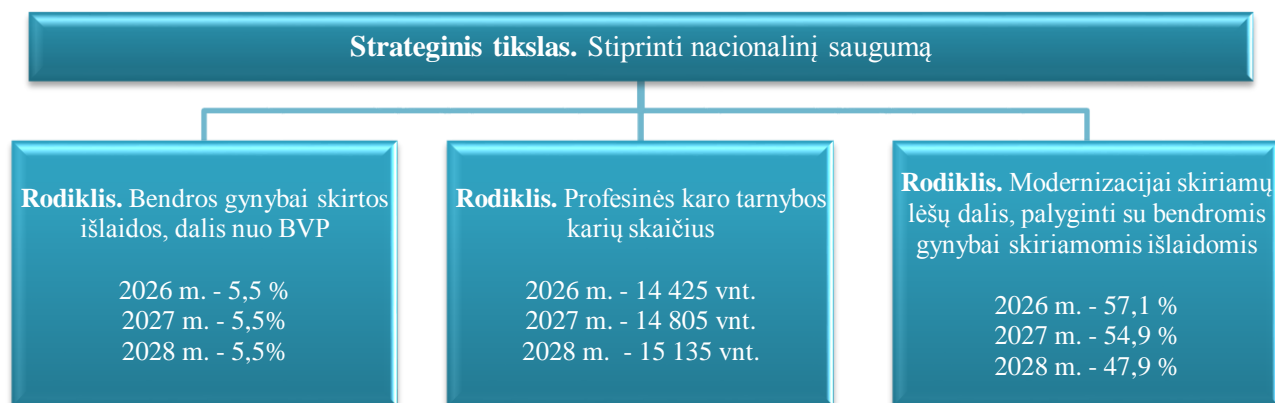 Strateginis tikslas. Stiprinti nacionalinį saugumą
Rodiklis. Bendros gynybai skirtos
išlaidos, dalis nuo BVP
2026 m. - 5,5 %
2027 m. - 5,5%
2028 m. - 5,5%
Rodiklis. Profesinės karo tarnybos
karių skaičius
2026 m. - 14 425 vnt.
2027 m. - 14 805 vnt.
2028 m. - 15 135 vnt.
Rodiklis. Modernizacijai skiriamų
lėšų dalis, palyginti su bendromis
gynybai skiriamomis išlaidomis
2026 m. - 57,1 %
2027 m. - 54,9 %
2028 m. - 47,9 %